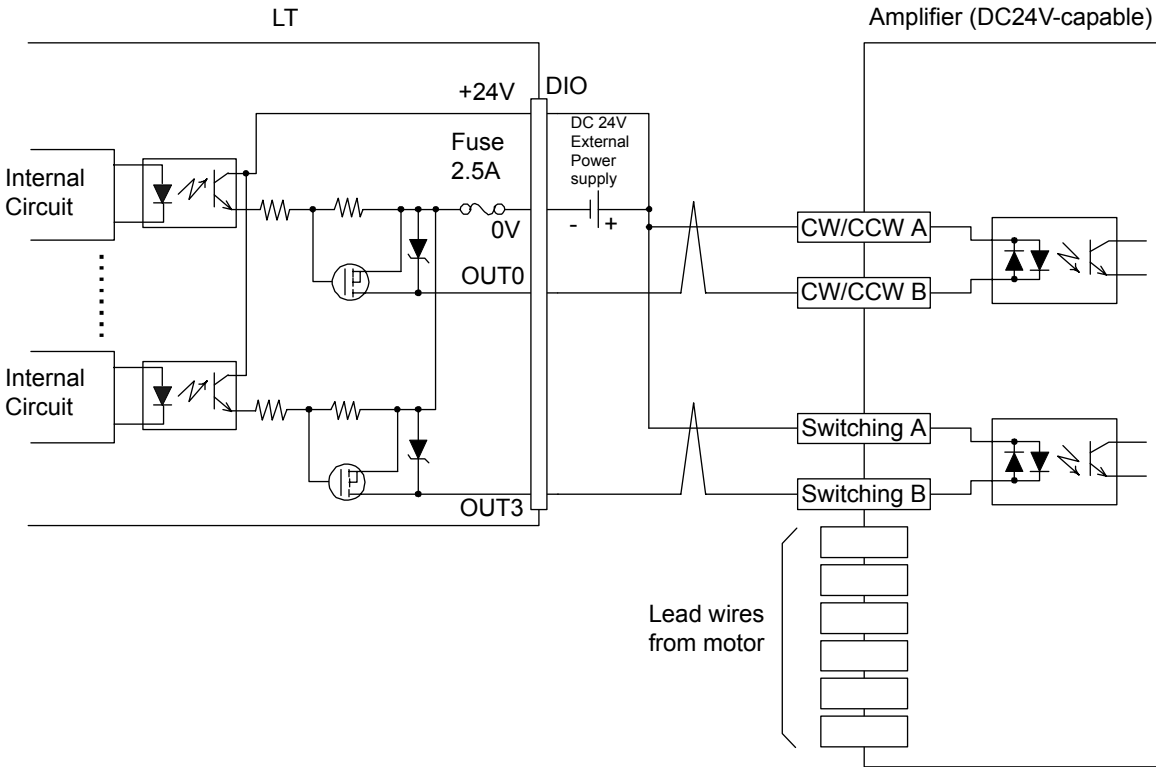 LT
Amplifier (DC24V-capable)
+24V
DIO
Fuse
2.5A
DC 24V
External
Power
supply
Internal
Circuit
0V
- +
CW/CCW A
OUT0
CW/CCW B
Internal
Circuit
Switching A
Switching B
OUT3
Lead wires
from motor